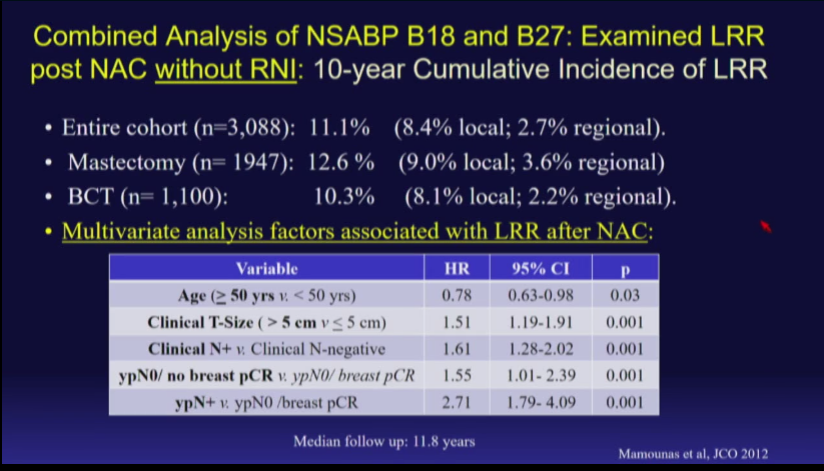 Combined Analysis of NSABP B18 and B27: Examined LRR
post NAC without RNI: 10-year Cumulative Incidence of LRR
• Entire cohort (n=3,088): 11.1% (8.4% local; 2.7% regional).
• Mastectomy (n= 1947): 12.6 % (9.0% local; 3.6% regional)
• BCT (n= 1,100): 10.3% (8.1% local; 2.2% regional).
• Multivariate analysis factors associated with LRR after NAC:
Variable HR 95% CI p
Age (≥ 50 yrs v. < 50 yrs) 0.78 0.63-0.98 0.03
Clinical T-Size ( > 5 cm v ≤ 5 cm) 1.51 1.19-1.91 0.001
Clinical N+ v. Clinical N-negative 1.61 1.28-2.02 0.001
ypN0/ no breast pCR v. ypN0/ breast pCR 1.55 1.01- 2.39 0.001
ypN+ v. ypN0 /breast pCR 2.71 1.79- 4.09 0.001
Median follow up: 11.8 years
Mamounas et al, JCO 2012